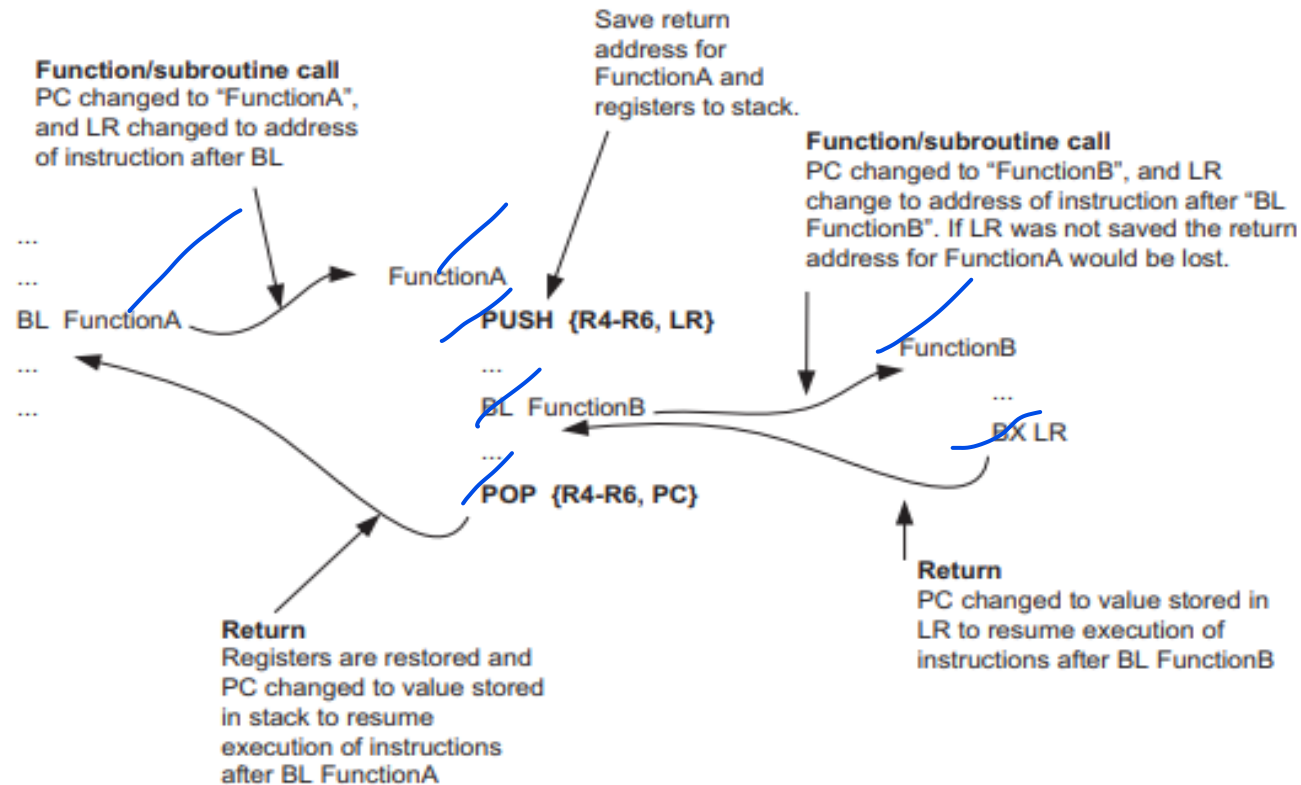 Save return
address for
FunctionA and
registers to stack.
Function/subroutine call
PC changed to “FunctionA”,
and LR changed to address
of instruction after BL
Function/subroutine call
PC changed to “FunctionB”, and LR
change to address of instruction after “BL
FunctionB”. If LR was not saved the return
address for FunctionA would be lost.
...
...
BL FunctionA
...
...
FunctionA
PUSH {R4-R6, LR}
...
BL FunctionB
...
POP {R4-R6, PC}
FunctionB
...
BX LR
Return
Registers are restored and
PC changed to value stored
in stack to resume
execution of instructions
after BL FunctionA
Return
PC changed to value stored in
LR to resume execution of
instructions after BL FunctionB